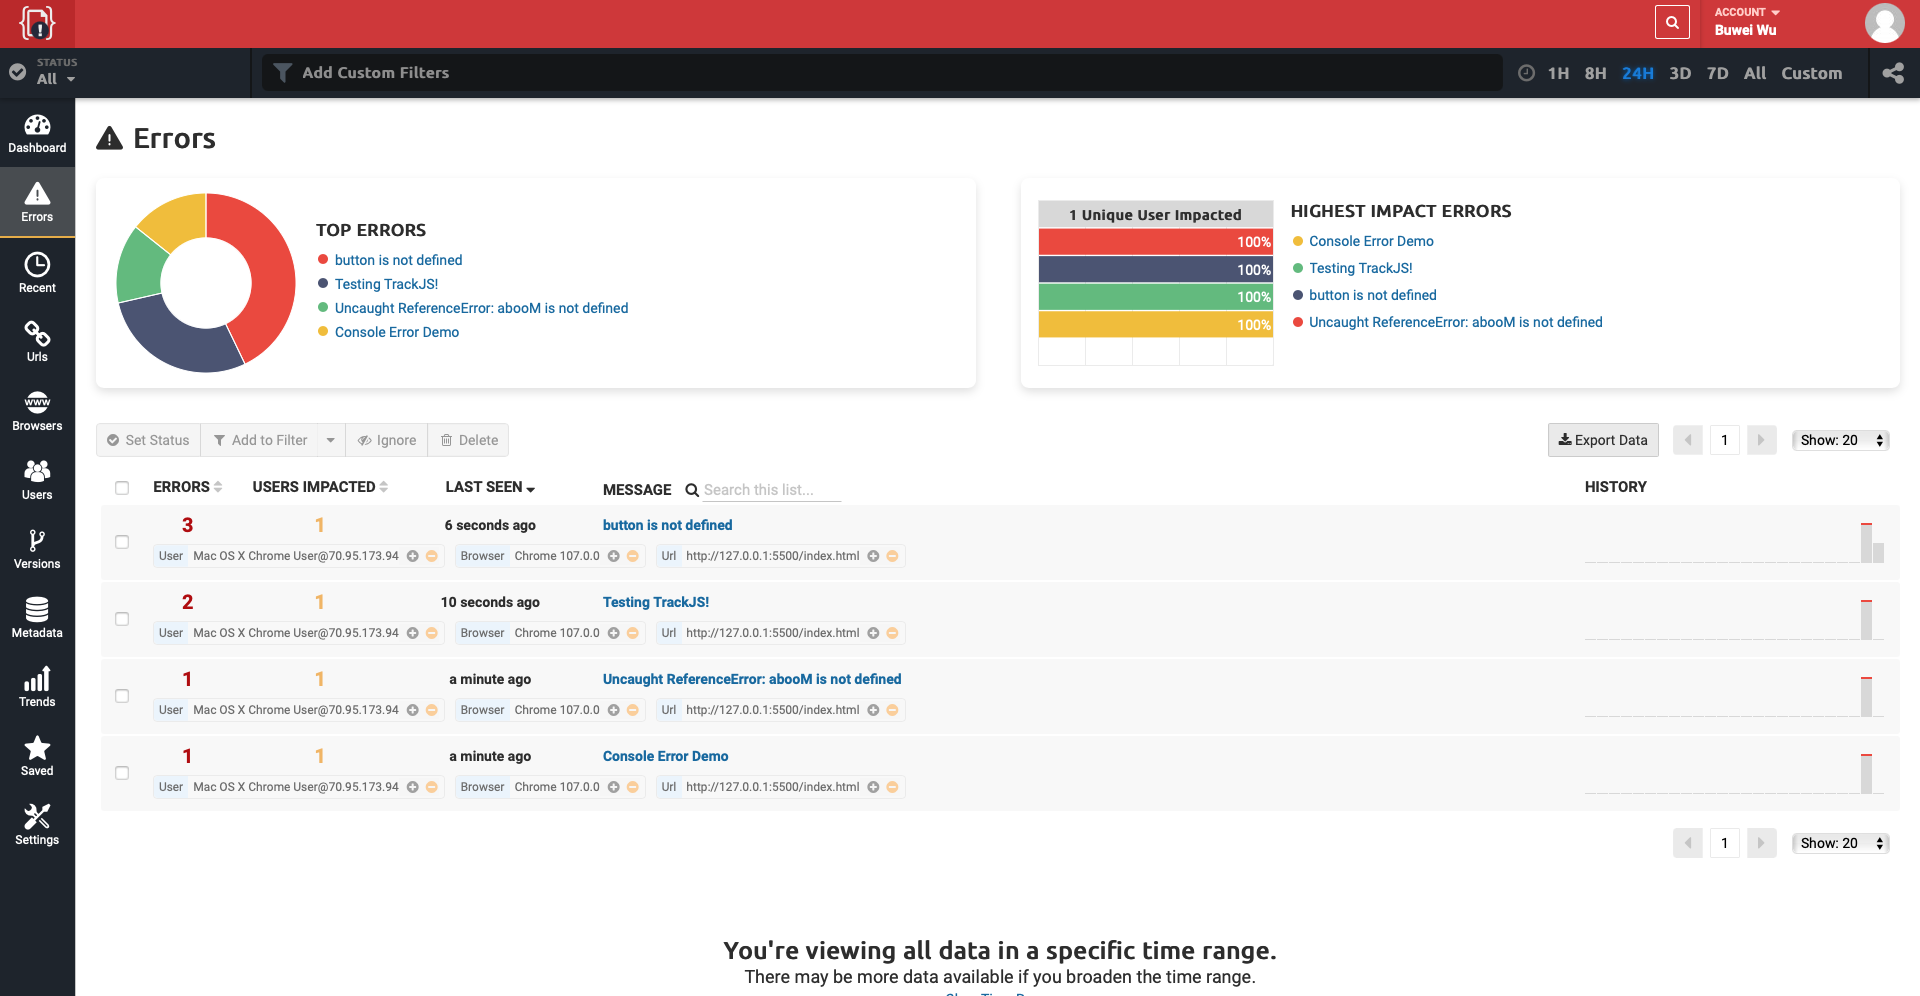 ACCOUNT
Buwei Wu
STATUS
All
Add Custom Filters
1H 8H 24H 3D 7D All Custom
Dashboard
Errors
Recent
Urls
www
Browsers
Users
Versions
Metadata
Trends
Saved
Settings
Errors
TOP ERRORS
button is not defined
Testing TrackJS!
Uncaught ReferenceError: abooM is not defined
Console Error Demo
1 Unique User Impacted
100%
100%
100%
100%
HIGHEST IMPACT ERRORS
Console Error Demo
Testing TrackJS!
button is not defined
Uncaught ReferenceError: abooM is not defined
Set Status Add to Filter Ignore Delete
Export Data 1 Show: 20
ERRORS USERS IMPACTED LAST SEEN MESSAGE Search this list... HISTORY
3 1 6 seconds ago button is not defined
User Mac OS X Chrome User@70.95.173.94 Browser Chrome 107.0.0 Url http://127.0.0.1:5500/index.html
2 1 10 seconds ago Testing TrackJS!
User Mac OS X Chrome User@70.95.173.94 Browser Chrome 107.0.0 Url http://127.0.0.1:5500/index.html
1 1 a minute ago Uncaught ReferenceError: abooM is not defined
User Mac OS X Chrome User@70.95.173.94 Browser Chrome 107.0.0 Url http://127.0.0.1:5500/index.html
1 1 a minute ago Console Error Demo
User Mac OS X Chrome User@70.95.173.94 Browser Chrome 107.0.0 Url http://127.0.0.1:5500/index.html
1 Show: 20
You're viewing all data in a specific time range.
There may be more data available if you broaden the time range.